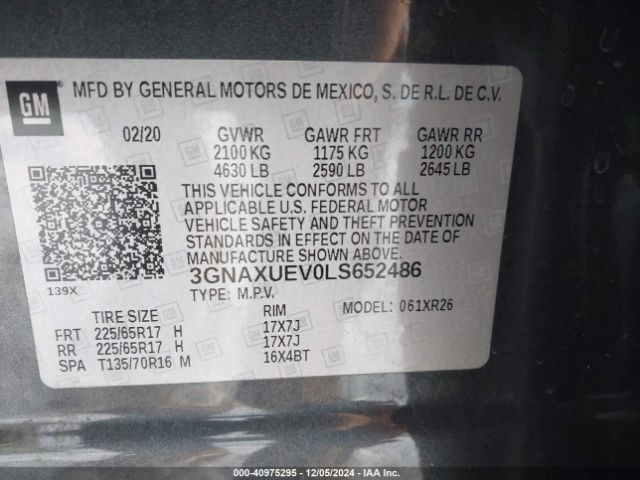 GM
MFD BY GENERAL MOTORS DE MEXICO, S. DE R.L. DE C.V.
02/20 GVWR GAWR FRT GAWR RR
2100 KG 1175 KG 1200 KG
4630 LB 2590 LB 2645 LB
THIS VEHICLE CONFORMS TO ALL
APPLICABLE U.S. FEDERAL MOTOR
VEHICLE SAFETY AND THEFT PREVENTION
STANDARDS IN EFFECT ON THE DATE OF
MANUFACTURE SHOWN ABOVE.
3GNAXUEV0LS652486
139X TYPE: M.P.V.
TIRE SIZE RIM MODEL: 061XR26
FRT 225/65R17 H 17X7J
RR 225/65R17 H 17X7J
SPA T135/70R16 M 16X4BT
000-40975295 - 12/05/2024 - IAA Inc.